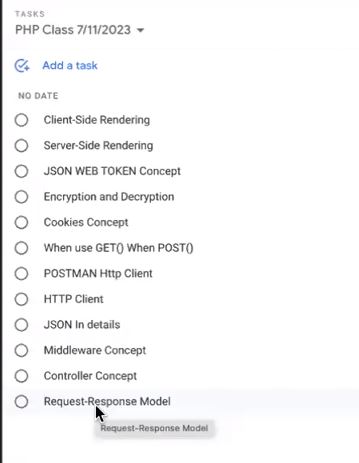 TASKS
PHP Class 7/11/2023
Add a task
NO DATE
Client-Side Rendering
Server-Side Rendering
JSON WEB TOKEN Concept
Encryption and Decryption
Cookies Concept
When use GET() When POST()
POSTMAN Http Client
HTTP Client
JSON In details
Middleware Concept
Controller Concept
Request-Response Model
Request-Response Model